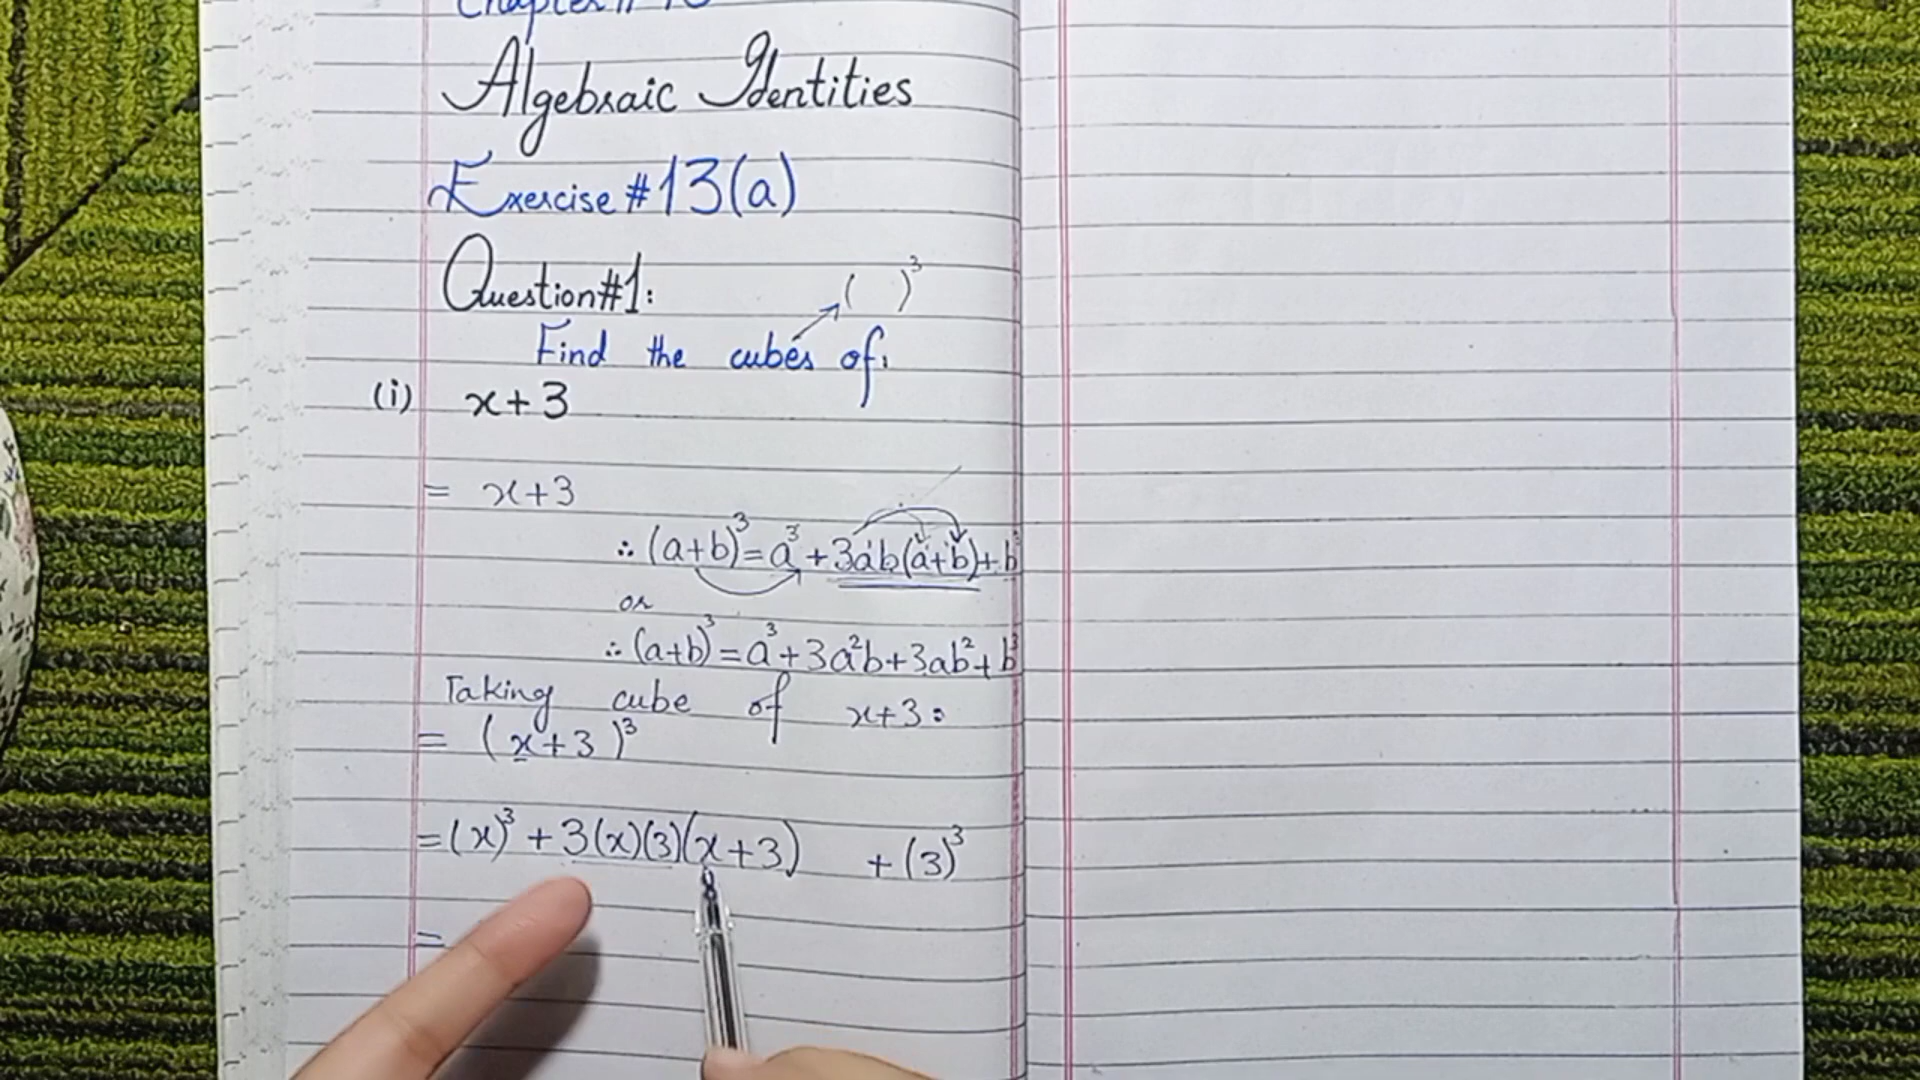 Algebraic Identities
Exercise #13(a)
Question#1:
( )³
Find the cubes of:
(i) x+3
= x+3
∴ (a+b)³=a³+3ab(a+b)+b³
or
∴ (a+b)³=a³+3a²b+3ab²+b³
Taking cube of x+3:
= (x+3)³
=(x)³+3(x)(3)(x+3) +(3)³
=